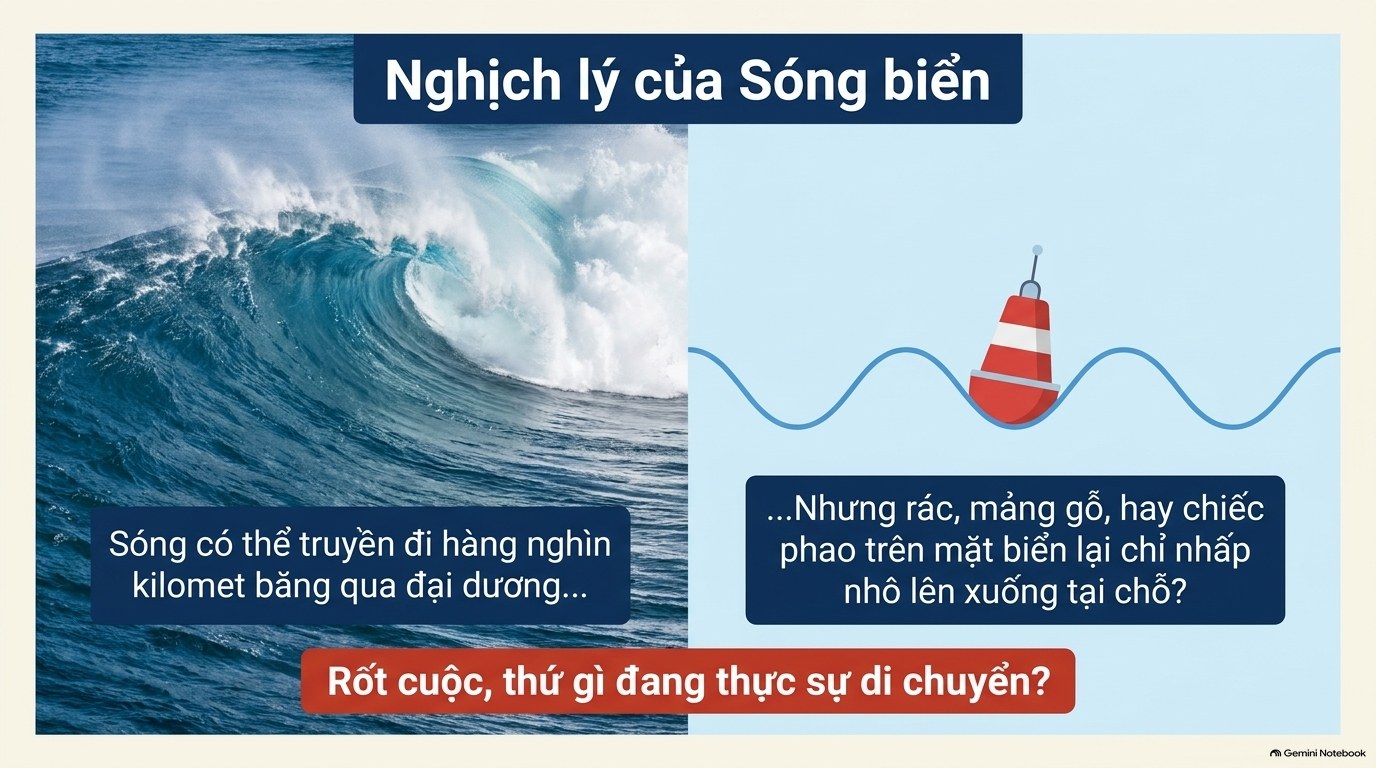 Nghịch lý của Sóng biển
Sóng có thể truyền đi hàng nghìn
kilomet băng qua đại dương...
...Nhưng rác, mảng gỗ, hay chiếc
phao trên mặt biển lại chỉ nhấp
nhô lên xuống tại chỗ?
Rốt cuộc, thứ gì đang thực sự di chuyển?
Gemini Notebook